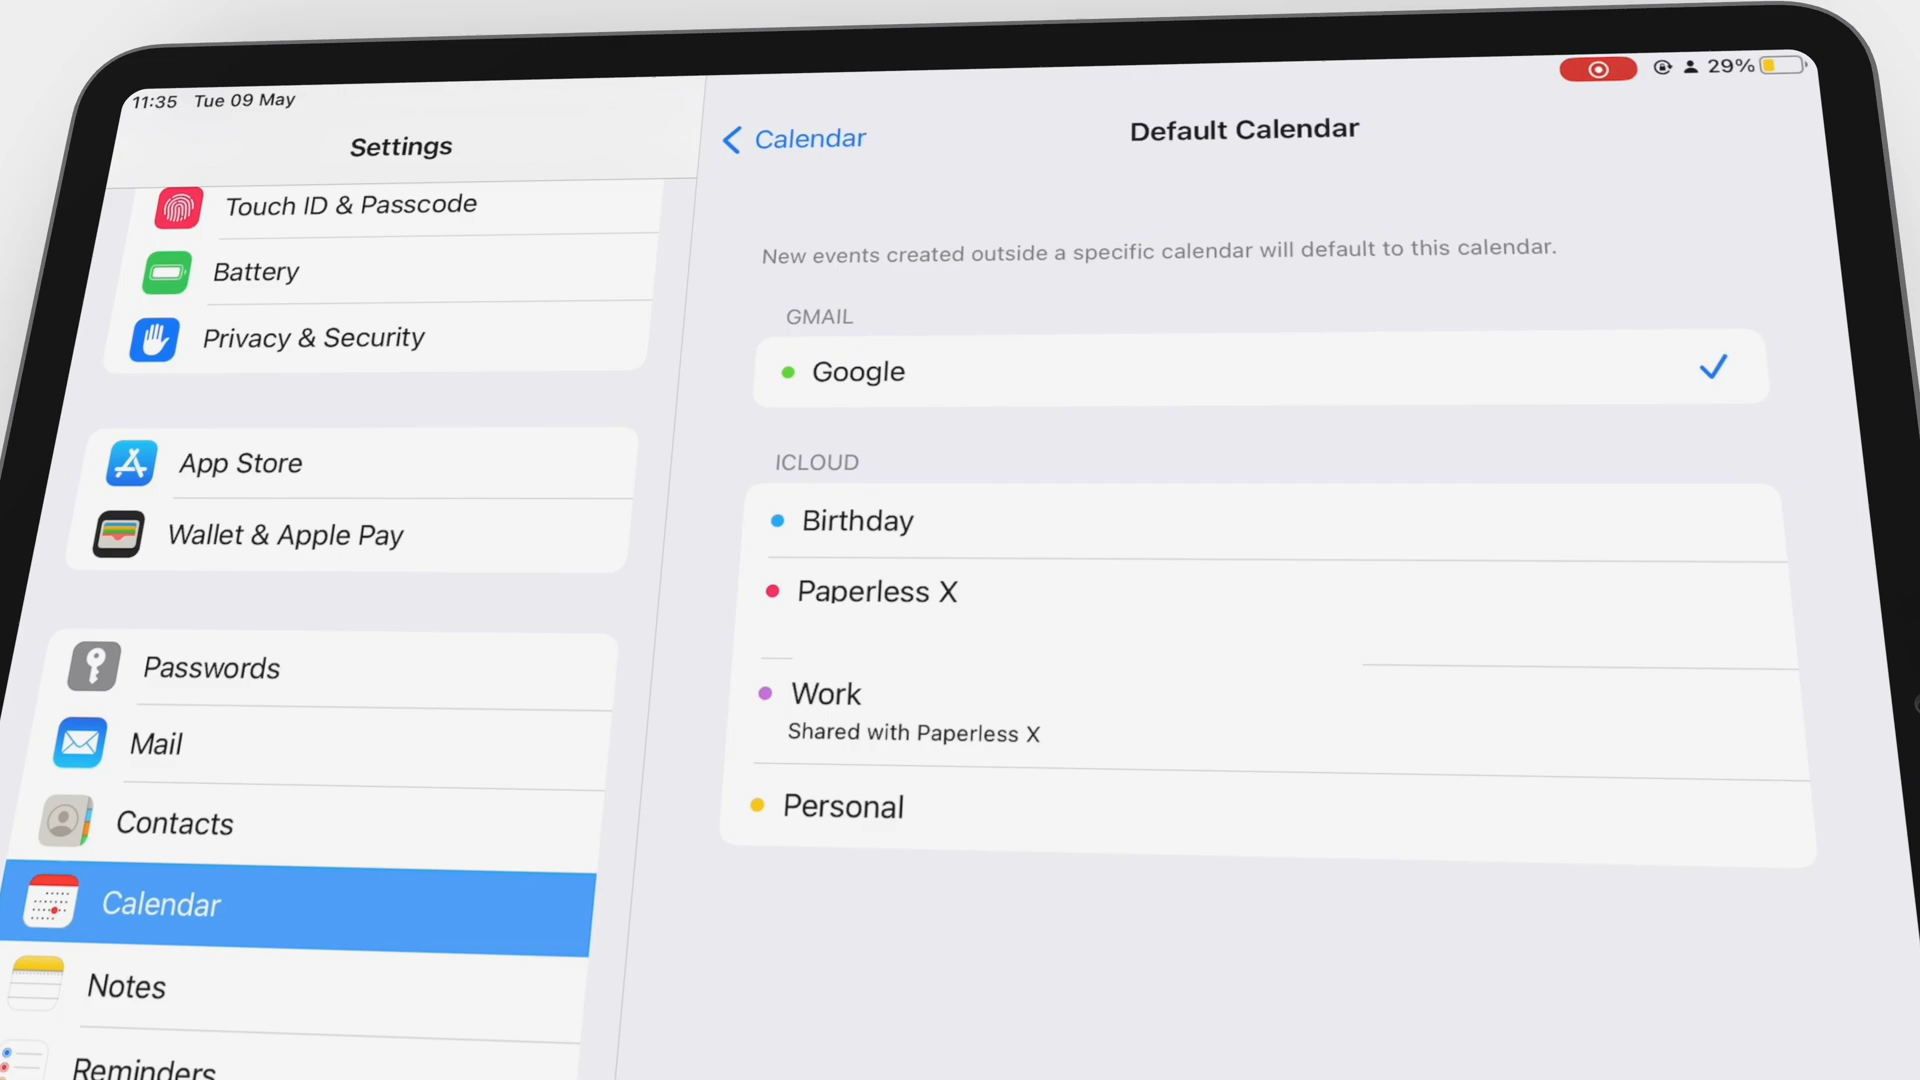 11:35 Tue 09 May
29%
Settings
Touch ID & Passcode
Battery
Privacy & Security
App Store
Wallet & Apple Pay
Passwords
Mail
Contacts
Calendar
Notes
Reminders
Calendar
Default Calendar
New events created outside a specific calendar will default to this calendar.
GMAIL
Google
ICLOUD
Birthday
Paperless X
Work
Shared with Paperless X
Personal